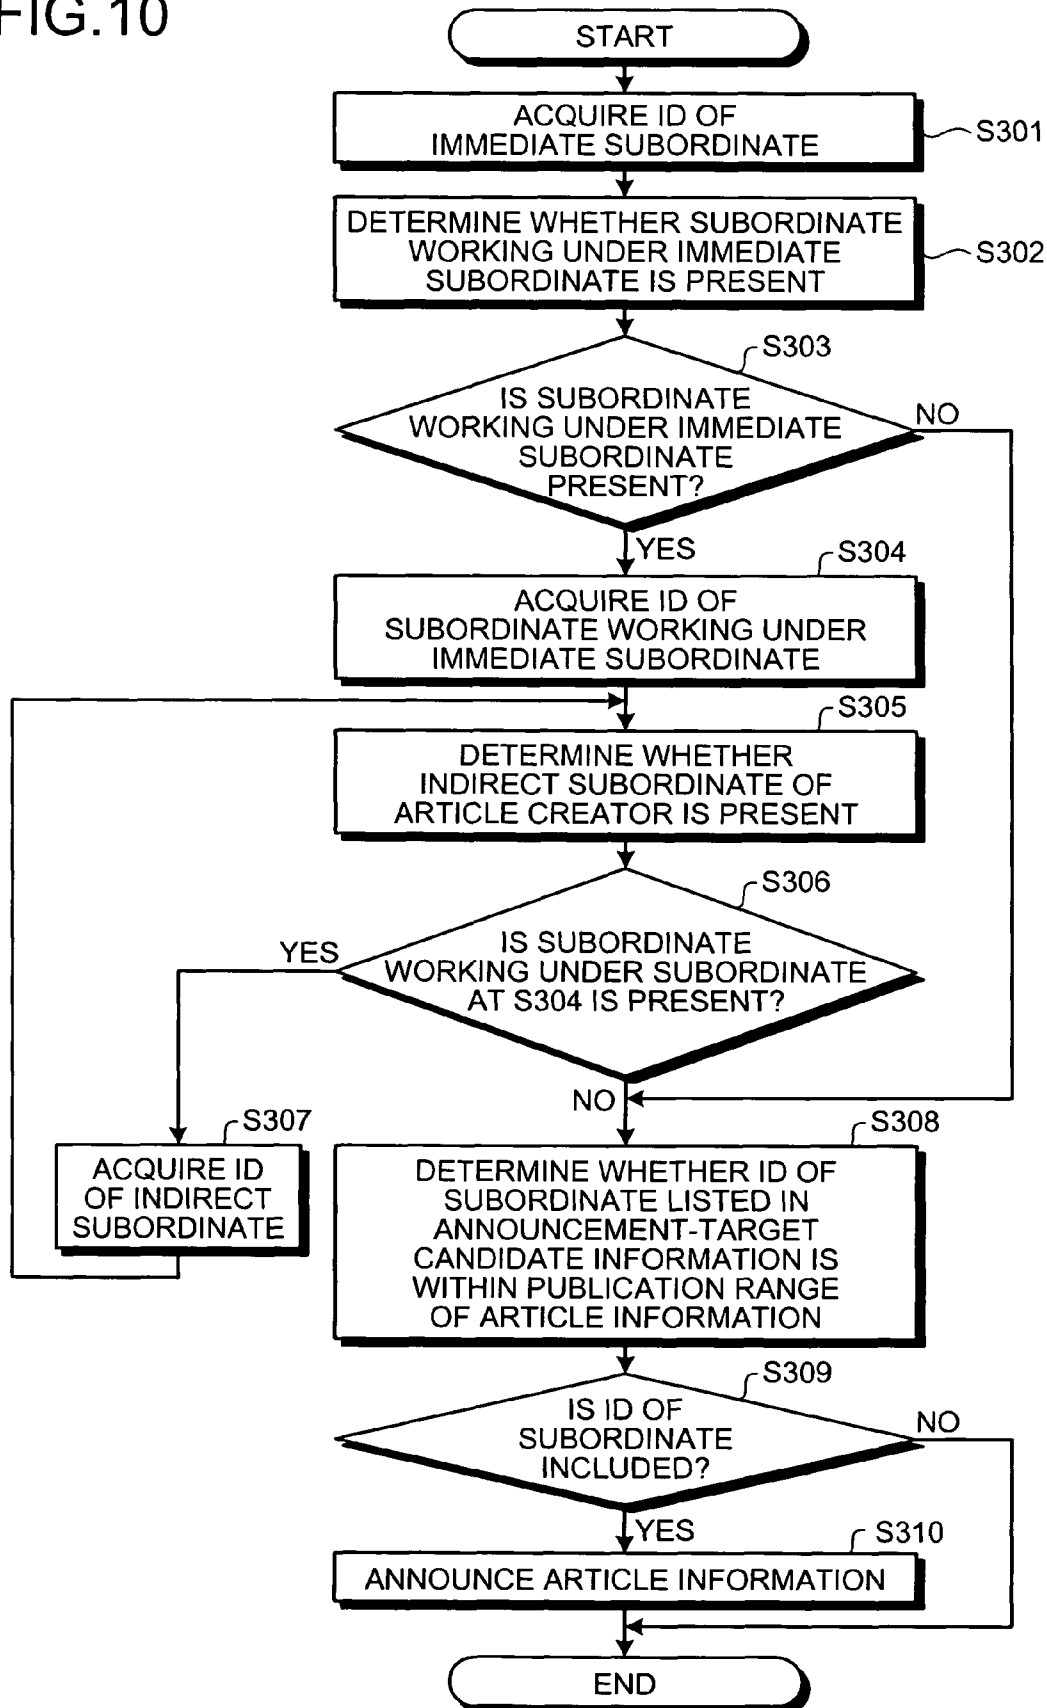 FIG.10
START
ACQUIRE ID OF
IMMEDIATE SUBORDINATE
S301
DETERMINE WHETHER SUBORDINATE
WORKING UNDER IMMEDIATE
SUBORDINATE IS PRESENT
S302
S303
IS SUBORDINATE
WORKING UNDER IMMEDIATE
SUBORDINATE
PRESENT?
NO
YES
S304
ACQUIRE ID OF
SUBORDINATE WORKING UNDER
IMMEDIATE SUBORDINATE
S305
DETERMINE WHETHER
INDIRECT SUBORDINATE OF
ARTICLE CREATOR IS PRESENT
S306
IS SUBORDINATE
WORKING UNDER SUBORDINATE
AT S304 IS PRESENT?
YES
NO
S307
ACQUIRE ID
OF INDIRECT
SUBORDINATE
S308
DETERMINE WHETHER ID OF
SUBORDINATE LISTED IN
ANNOUNCEMENT-TARGET
CANDIDATE INFORMATION IS
WITHIN PUBLICATION RANGE
OF ARTICLE INFORMATION
S309
IS ID OF
SUBORDINATE
INCLUDED?
NO
YES
S310
ANNOUNCE ARTICLE INFORMATION
END